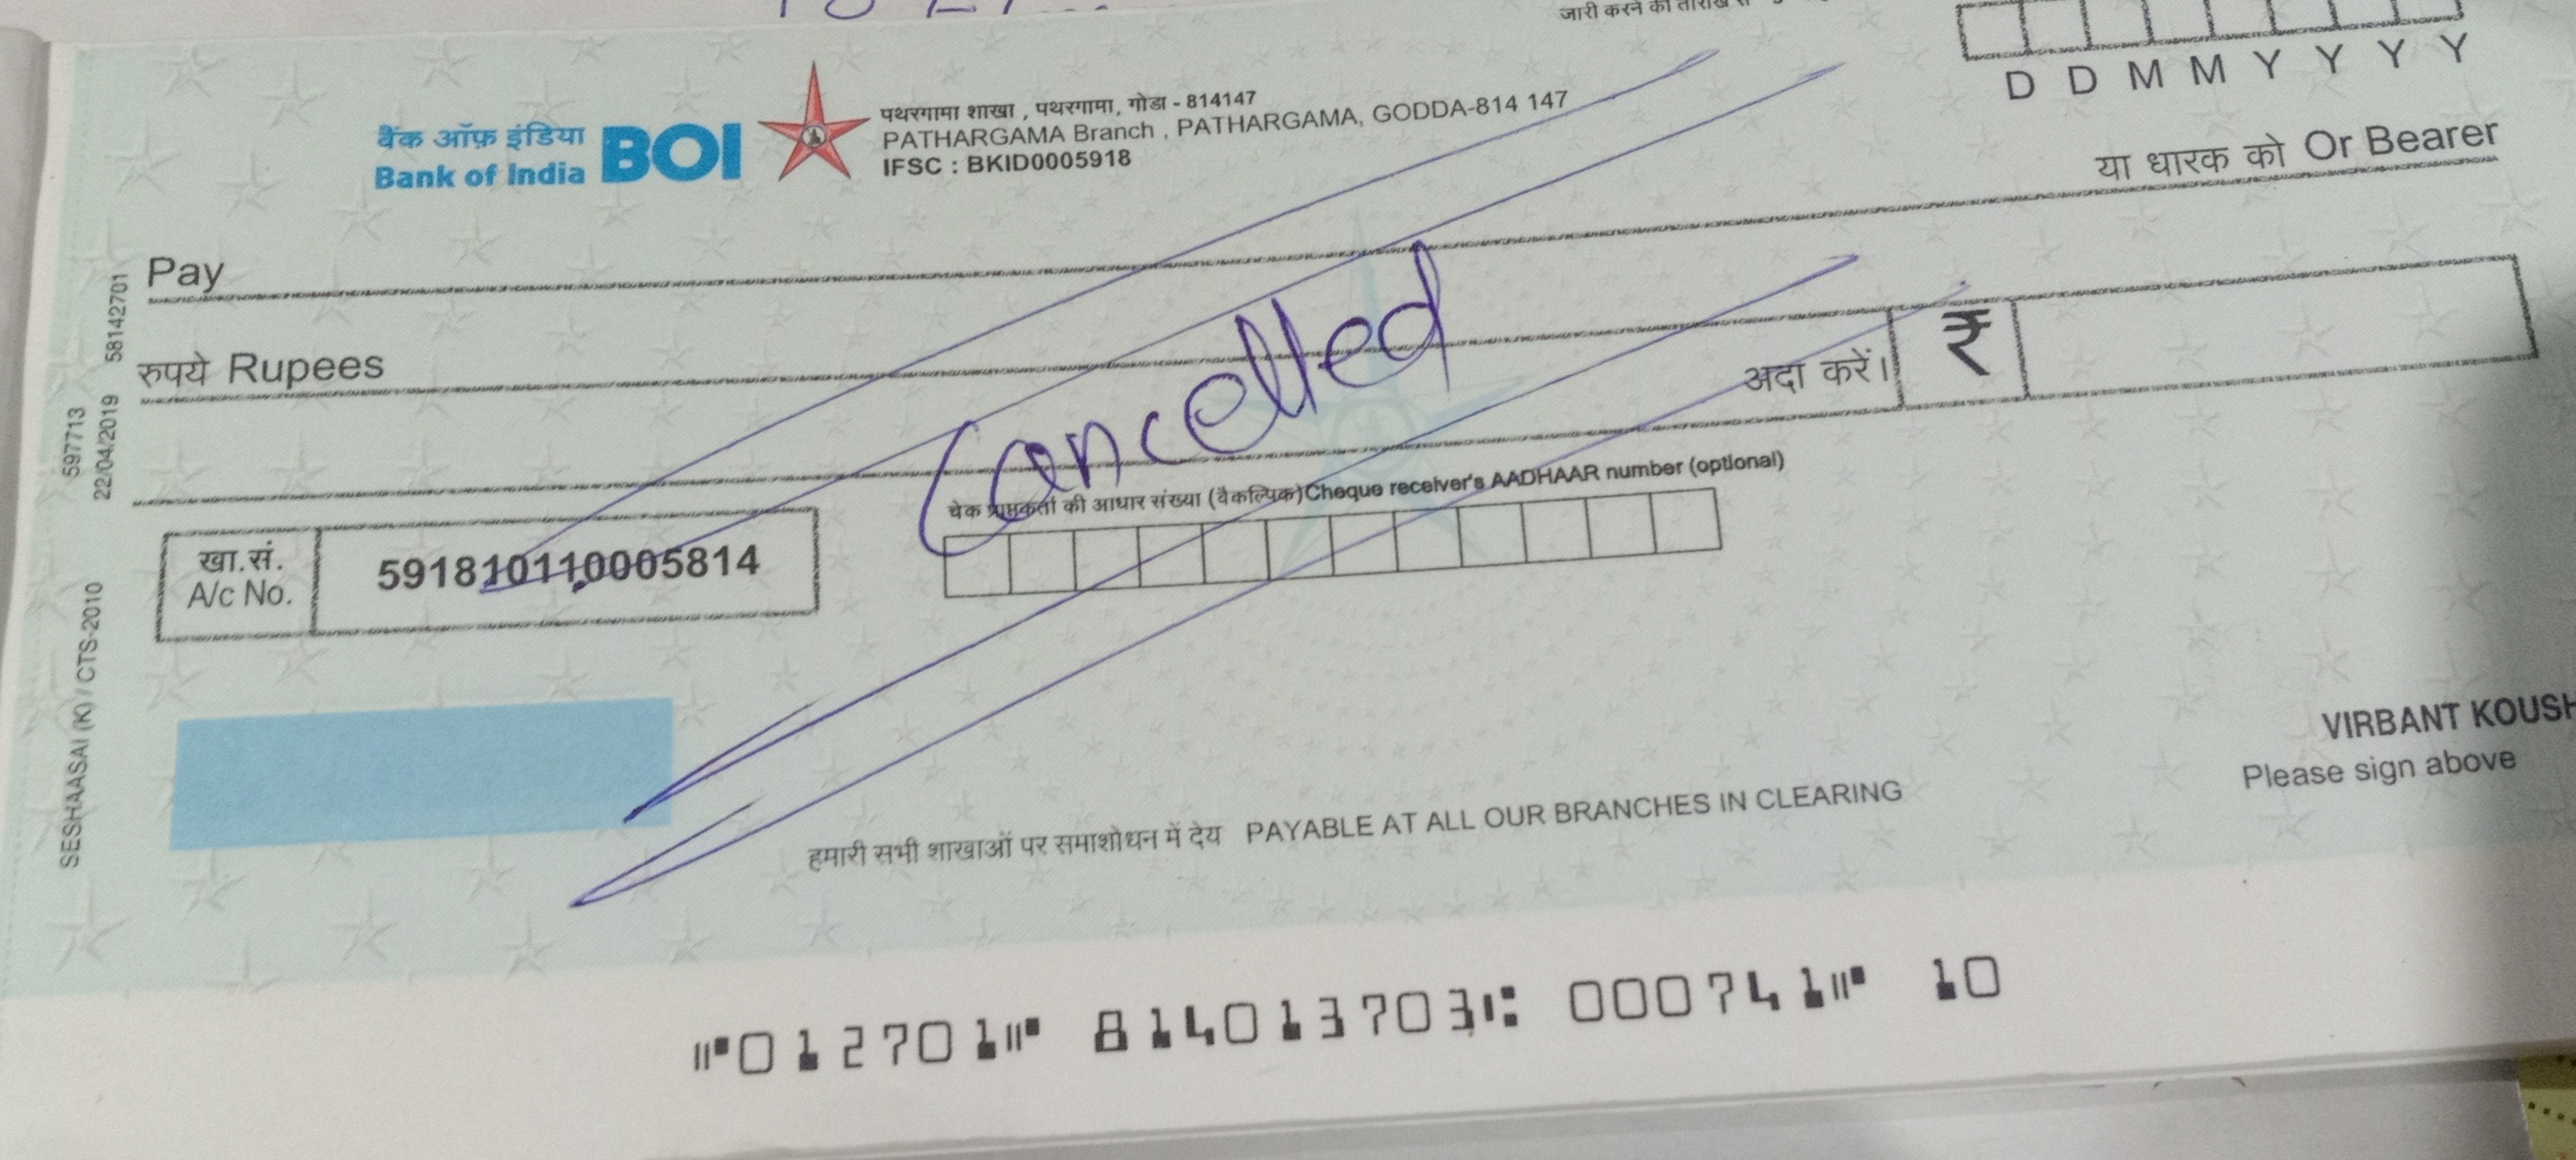 जारी करने की तारीख से
D D M M Y Y Y Y
बैंक ऑफ़ इंडिया
Bank of India
BOI
पथरगामा शाखा , पथरगामा, गोडा - 814147
PATHARGAMA Branch , PATHARGAMA, GODDA-814 147
IFSC : BKID0005918
Pay
या धारक को Or Bearer
रुपये Rupees
अदा करें।
₹
Cancelled
चेक प्राप्तकर्ता की आधार संख्या (वैकल्पिक)Cheque receiver's AADHAAR number (optional)
खा.सं.
A/c No.
591810110005814
597713
22/04/2019 58142701
SESHAASAI (K) / CTS-2010
VIRBANT KOUSH
Please sign above
हमारी सभी शाखाओं पर समाशोधन में देय PAYABLE AT ALL OUR BRANCHES IN CLEARING
⑈012701⑈ 814013703⑆ 000741⑈ 10